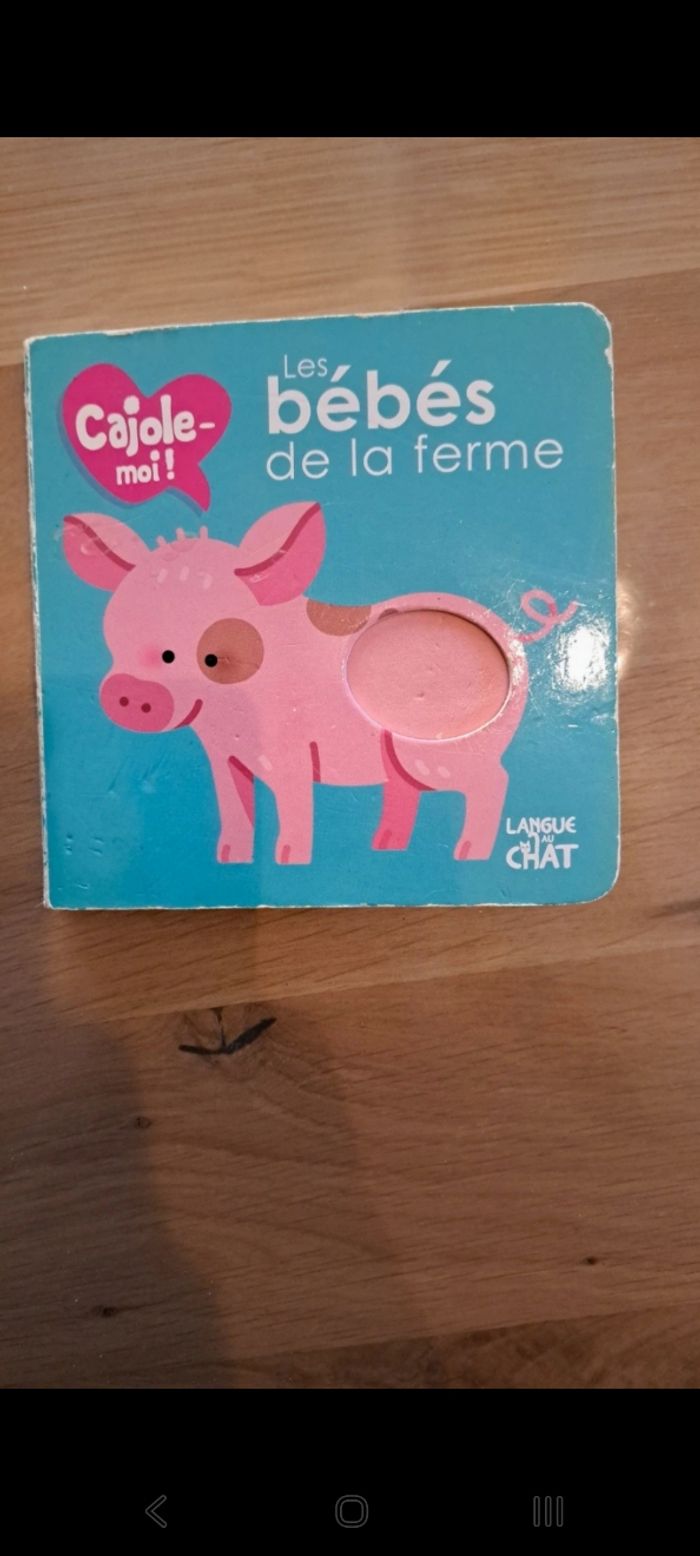 Cajole-
moi !
Les
bébés
de la ferme
LANGUE
AU
CHAT